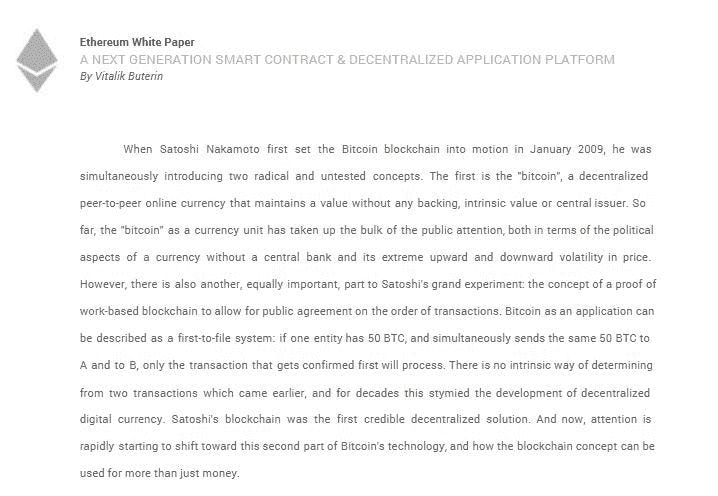 Ethereum White Paper
A NEXT GENERATION SMART CONTRACT & DECENTRALIZED APPLICATION PLATFORM
By Vitalik Buterin
When Satoshi Nakamoto first set the Bitcoin blockchain into motion in January 2009, he was
simultaneously introducing two radical and untested concepts. The first is the "bitcoin", a decentralized
peer-to-peer online currency that maintains a value without any backing, intrinsic value or central issuer. So
far, the "bitcoin" as a currency unit has taken up the bulk of the public attention, both in terms of the political
aspects of a currency without a central bank and its extreme upward and downward volatility in price.
However, there is also another, equally important, part to Satoshi's grand experiment: the concept of a proof of
work-based blockchain to allow for public agreement on the order of transactions. Bitcoin as an application can
be described as a first-to-file system: if one entity has 50 BTC, and simultaneously sends the same 50 BTC to
A and to B, only the transaction that gets confirmed first will process. There is no intrinsic way of determining
from two transactions which came earlier, and for decades this stymied the development of decentralized
digital currency. Satoshi's blockchain was the first credible decentralized solution. And now, attention is
rapidly starting to shift toward this second part of Bitcoin's technology, and how the blockchain concept can be
used for more than just money.